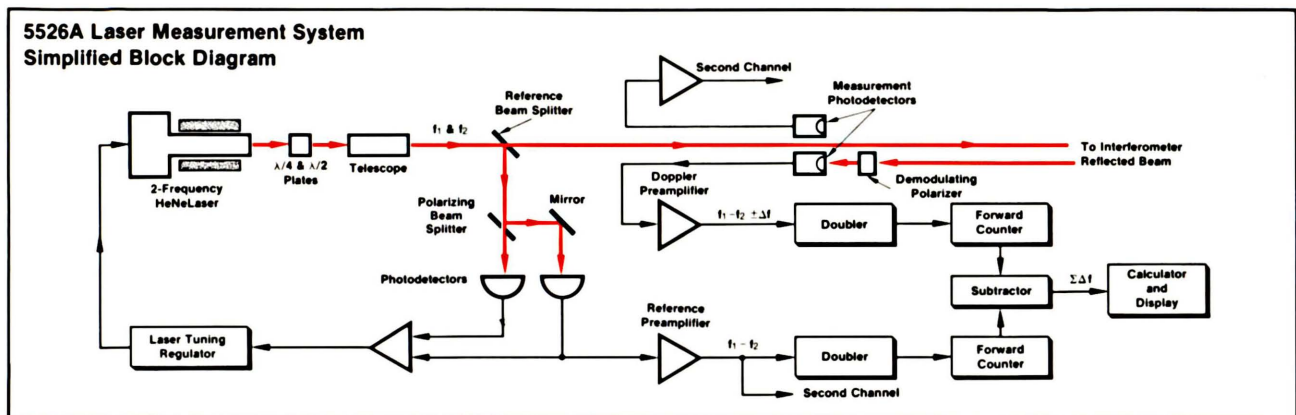 5526A Laser Measurement System
Simplified Block Diagram
Second Channel
Measurement
Photodetectors
Reference
Beam Splitter
f₁ & f₂
To Interferometer
Reflected Beam
λ/4 & λ/2
Plates
Telescope
2-Frequency
HeNeLaser
Demodulating
Polarizer
Doppler
Preamplifier
Mirror
Polarizing
Beam
Splitter
f₁ – f₂ ± Δf
Doubler
Forward
Counter
Photodetectors
Subtractor
ΣΔf
Calculator
and
Display
Reference
Preamplifier
Laser Tuning
Regulator
f₁ – f₂
Doubler
Forward
Counter
Second Channel